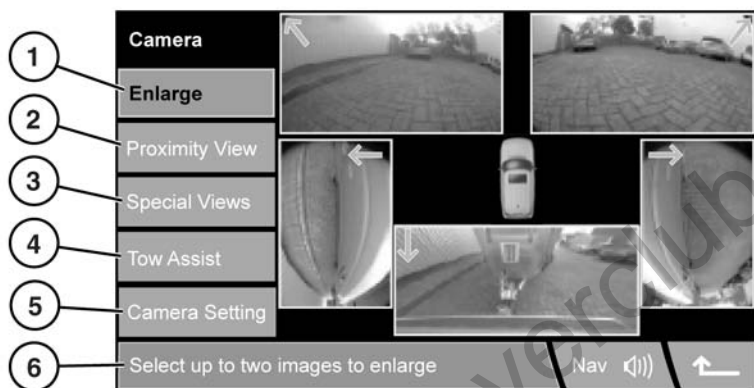 Camera
1
Enlarge
2
Proximity View
3
Special Views
4
Tow Assist
5
Camera Setting
6
Select up to two images to enlarge
Nav
verclub